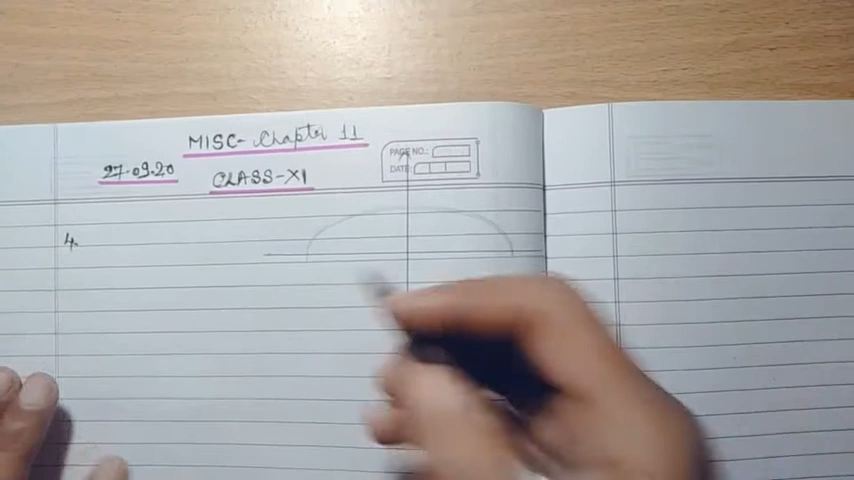 MISC- Chapter 11
PAGE NO.:
27.09.20
CLASS-XI
DATE:
4.